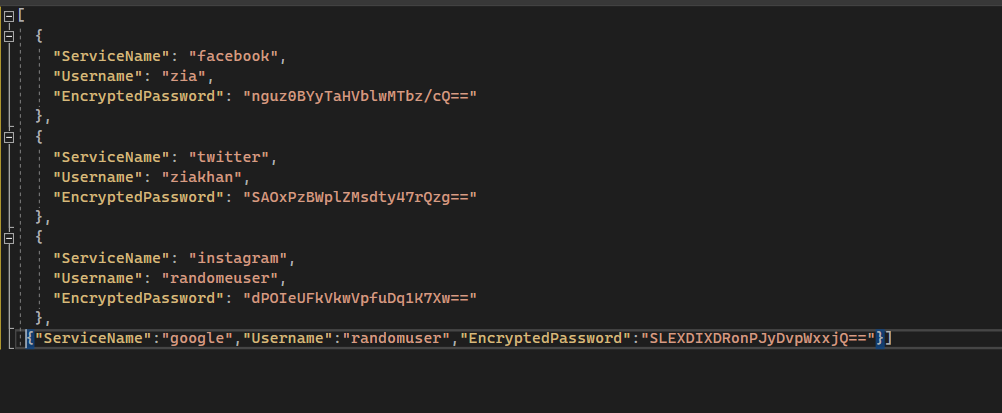 [
{
"ServiceName": "facebook",
"Username": "zia",
"EncryptedPassword": "nguz0BYyTaHVblwMTbz/cQ=="
},
{
"ServiceName": "twitter",
"Username": "ziakhan",
"EncryptedPassword": "SAOxPzBWplZMsdty47rQzg=="
},
{
"ServiceName": "instagram",
"Username": "randomeuser",
"EncryptedPassword": "dPOIeUFkVkwVpfuDq1K7Xw=="
},
{"ServiceName":"google","Username":"randomuser","EncryptedPassword":"SLEXDIXDRonPJyDvpWxxjQ=="}]